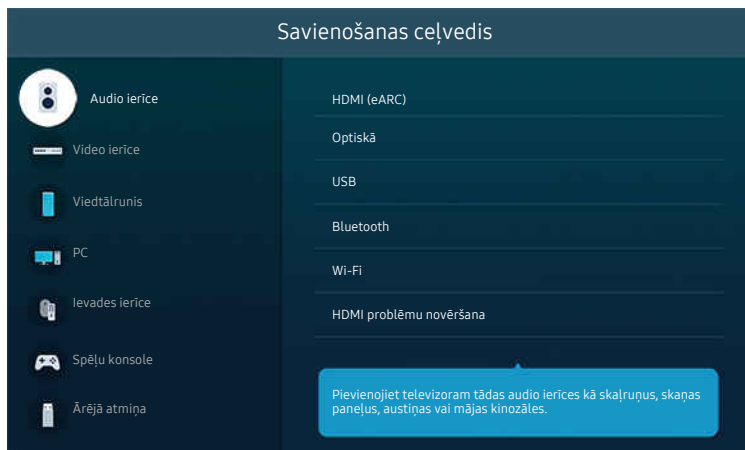 Savienošanas ceļvedis
Audio ierīce
Video ierīce
Viedtālrunis
PC
Ievades ierīce
Spēļu konsole
Ārējā atmiņa
HDMI (eARC)
Optiskā
USB
Bluetooth
Wi-Fi
HDMI problēmu novēršana
Pievienojiet televizoram tādas audio ierīces kā skaļruņus, skaņas
paneļus, austiņas vai mājas kinozāles.